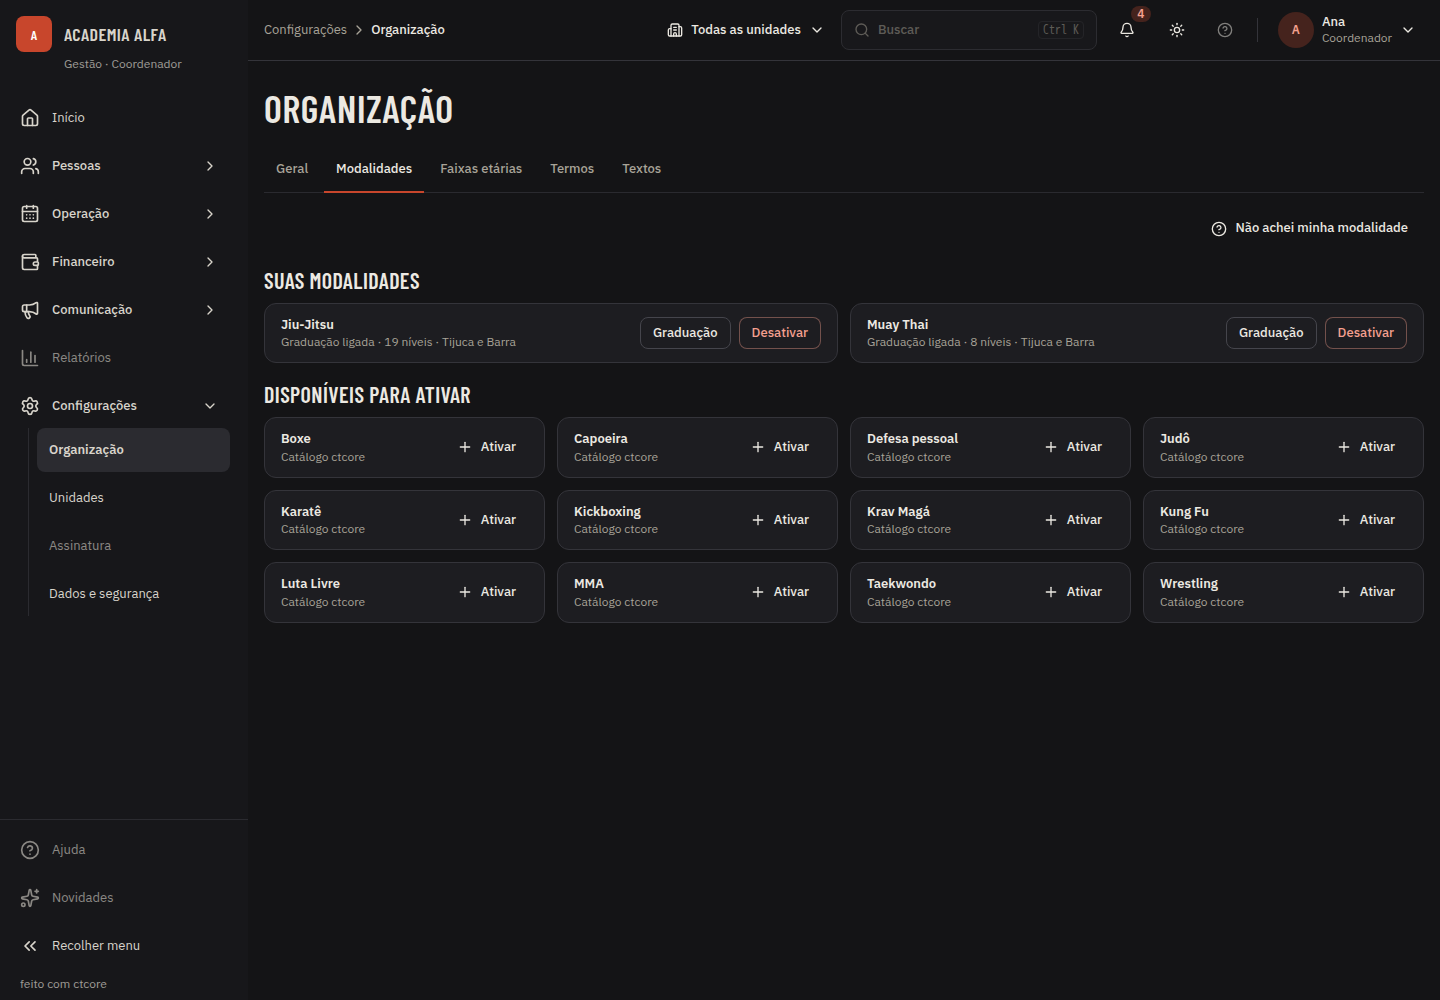 A
ACADEMIA ALFA
Gestão · Coordenador
Início
Pessoas
Operação
Financeiro
Comunicação
Relatórios
Configurações
Organização
Unidades
Assinatura
Dados e segurança
Ajuda
Novidades
Recolher menu
feito com ctcore
Configurações > Organização
Todas as unidades
Buscar
Ctrl K
4
A
Ana
Coordenador
ORGANIZAÇÃO
Geral
Modalidades
Faixas etárias
Termos
Textos
Não achei minha modalidade
SUAS MODALIDADES
Jiu-Jitsu
Graduação ligada · 19 níveis · Tijuca e Barra
Graduação
Desativar
Muay Thai
Graduação ligada · 8 níveis · Tijuca e Barra
Graduação
Desativar
DISPONÍVEIS PARA ATIVAR
Boxe
Catálogo ctcore
+ Ativar
Capoeira
Catálogo ctcore
+ Ativar
Defesa pessoal
Catálogo ctcore
+ Ativar
Judô
Catálogo ctcore
+ Ativar
Karatê
Catálogo ctcore
+ Ativar
Kickboxing
Catálogo ctcore
+ Ativar
Krav Magá
Catálogo ctcore
+ Ativar
Kung Fu
Catálogo ctcore
+ Ativar
Luta Livre
Catálogo ctcore
+ Ativar
MMA
Catálogo ctcore
+ Ativar
Taekwondo
Catálogo ctcore
+ Ativar
Wrestling
Catálogo ctcore
+ Ativar